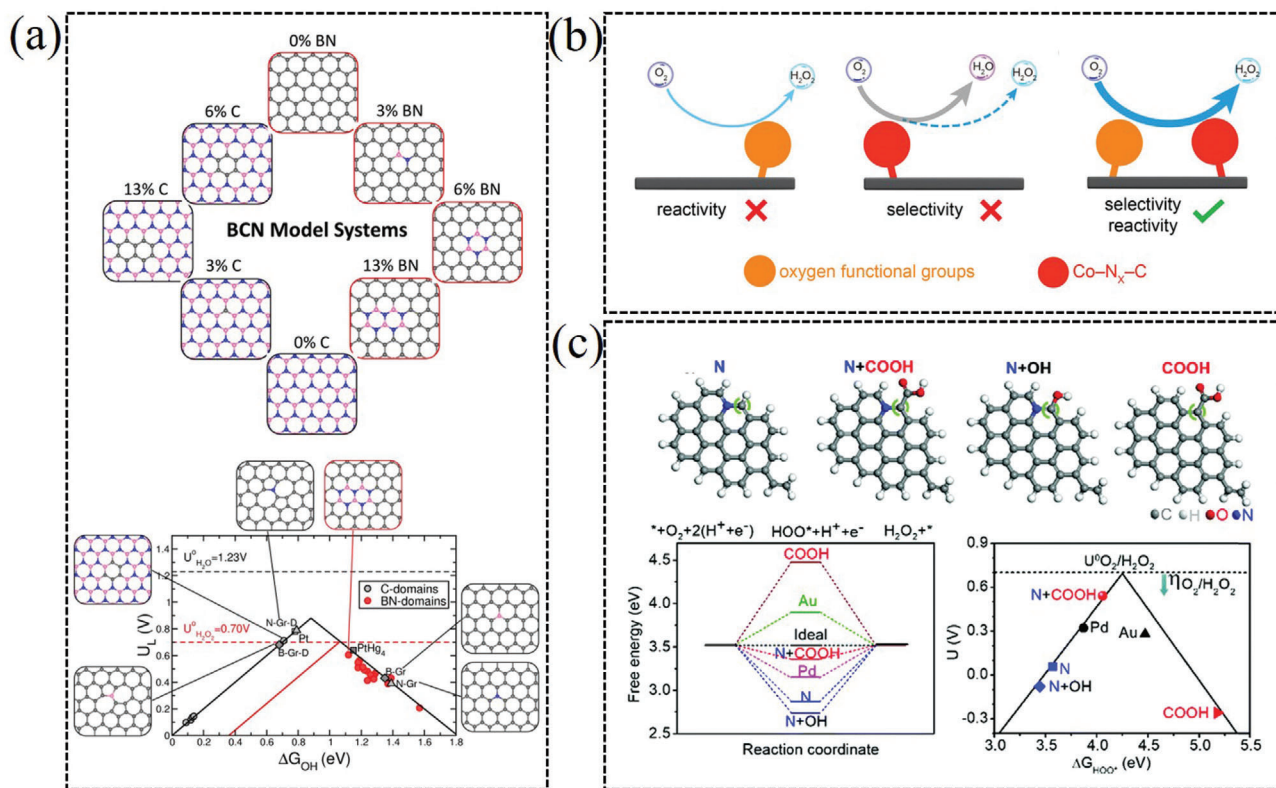 (a)
0% BN
6% C
3% BN
13% C
6% BN
BCN Model Systems
3% C
13% BN
0% C
U⁰H₂O=1.23V
C-domains
BN-domains
N-Gr-D
Pt
U⁰H₂O₂=0.70V
B-Gr-D
PtHg₄
B-Gr
N-Gr
U_L (V)
1.4
1.2
1
0.8
0.6
0.4
0.2
0
0 0.2 0.4 0.6 0.8 1 1.2 1.4 1.6 1.8
ΔG_OH (eV)
(b)
O₂ H₂O₂
O₂ H₂O H₂O₂
O₂ H₂O₂
reactivity
selectivity
selectivity
reactivity
oxygen functional groups
Co–Nₓ–C
(c)
N
N+COOH
N+OH
COOH
C H O N
*+O₂+2(H⁺+e⁻) HOO*+H⁺+e⁻ H₂O₂+*
4.5
4.0
3.5
3.0
2.5
Free energy (eV)
COOH
Au
Ideal
N+COOH
Pd
N
N+OH
Reaction coordinate
0.9
0.6
0.3
0.0
-0.3
U (V)
U⁰O₂/H₂O₂
ηO₂/H₂O₂
N+COOH
Pd
Au
N
N+OH
COOH
3.0 3.5 4.0 4.5 5.0 5.5
ΔG_HOO* (eV)